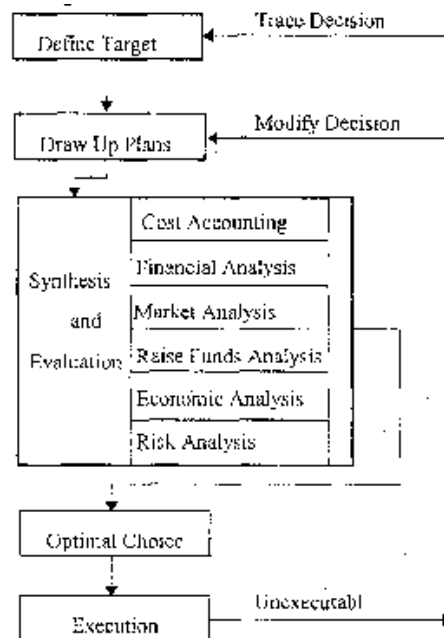 Trace Decision
Define Target
Modify Decision
Draw Up Plans
Cost Accounting
Financial Analysis
Synthesis
and
Evaluation
Market Analysis
Raise Funds Analysis
Economic Analysis
Risk Analysis
Optimal Choice
Unexecutabl
Execution